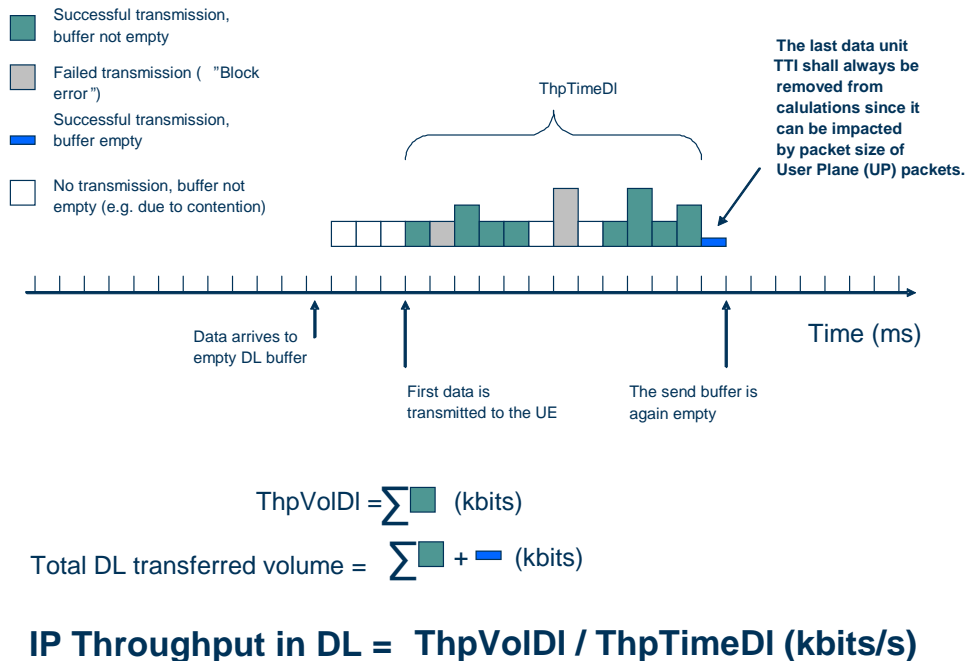 Successful transmission,
buffer not empty
Failed transmission ( "Block
error")
Successful transmission,
buffer empty
No transmission, buffer not
empty (e.g. due to contention)
ThpTimeDl
The last data unit
TTI shall always be
removed from
calulations since it
can be impacted
by packet size of
User Plane (UP) packets.
Data arrives to
empty DL buffer
First data is
transmitted to the UE
The send buffer is
again empty
Time (ms)
ThpVolDl = ∑ (kbits)
Total DL transferred volume = ∑ + (kbits)
IP Throughput in DL = ThpVolDl / ThpTimeDl (kbits/s)